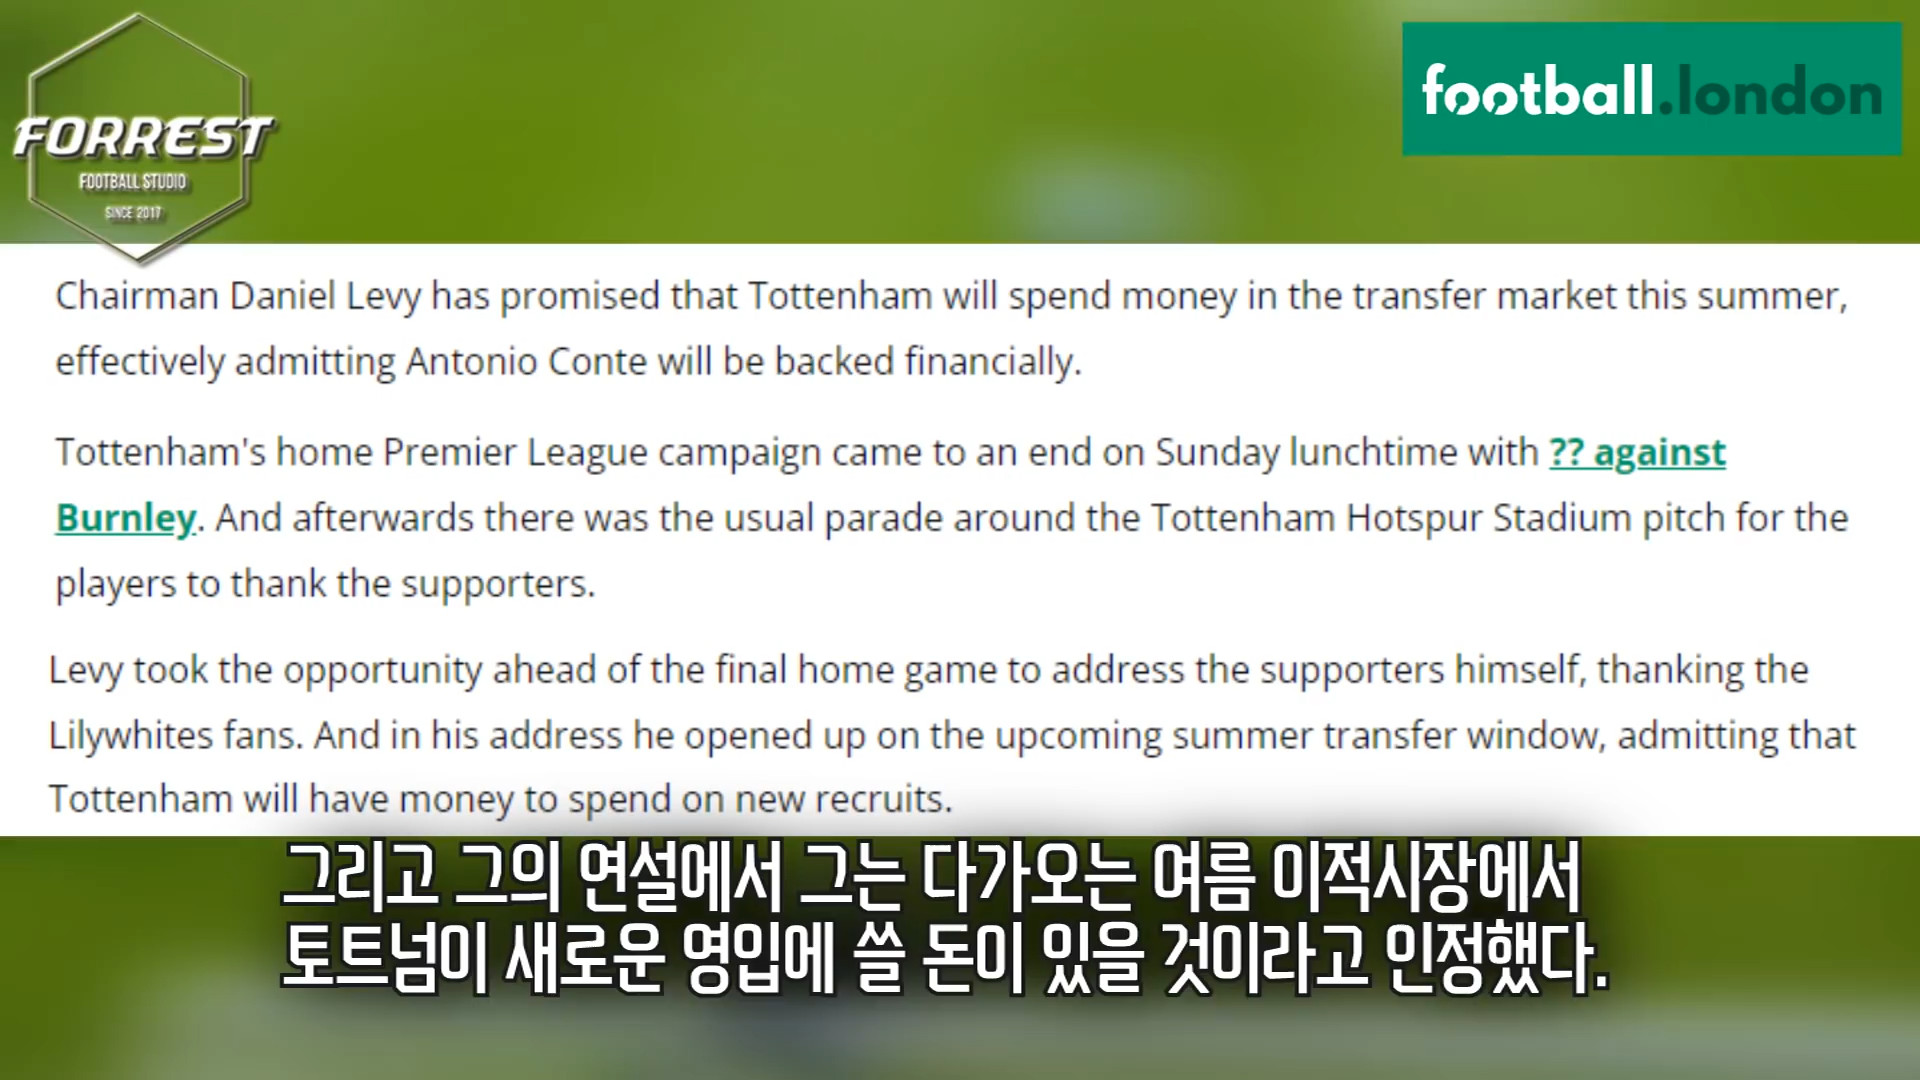 FORREST
FOOTBALL STUDIO
SINCE 2017
football.london
Chairman Daniel Levy has promised that Tottenham will spend money in the transfer market this summer,
effectively admitting Antonio Conte will be backed financially.
Tottenham's home Premier League campaign came to an end on Sunday lunchtime with ?? against
Burnley. And afterwards there was the usual parade around the Tottenham Hotspur Stadium pitch for the
players to thank the supporters.
Levy took the opportunity ahead of the final home game to address the supporters himself, thanking the
Lilywhites fans. And in his address he opened up on the upcoming summer transfer window, admitting that
Tottenham will have money to spend on new recruits.
그리고 그의 연설에서 그는 다가오는 여름 이적시장에서
토트넘이 새로운 영입에 쓸 돈이 있을 것이라고 인정했다.